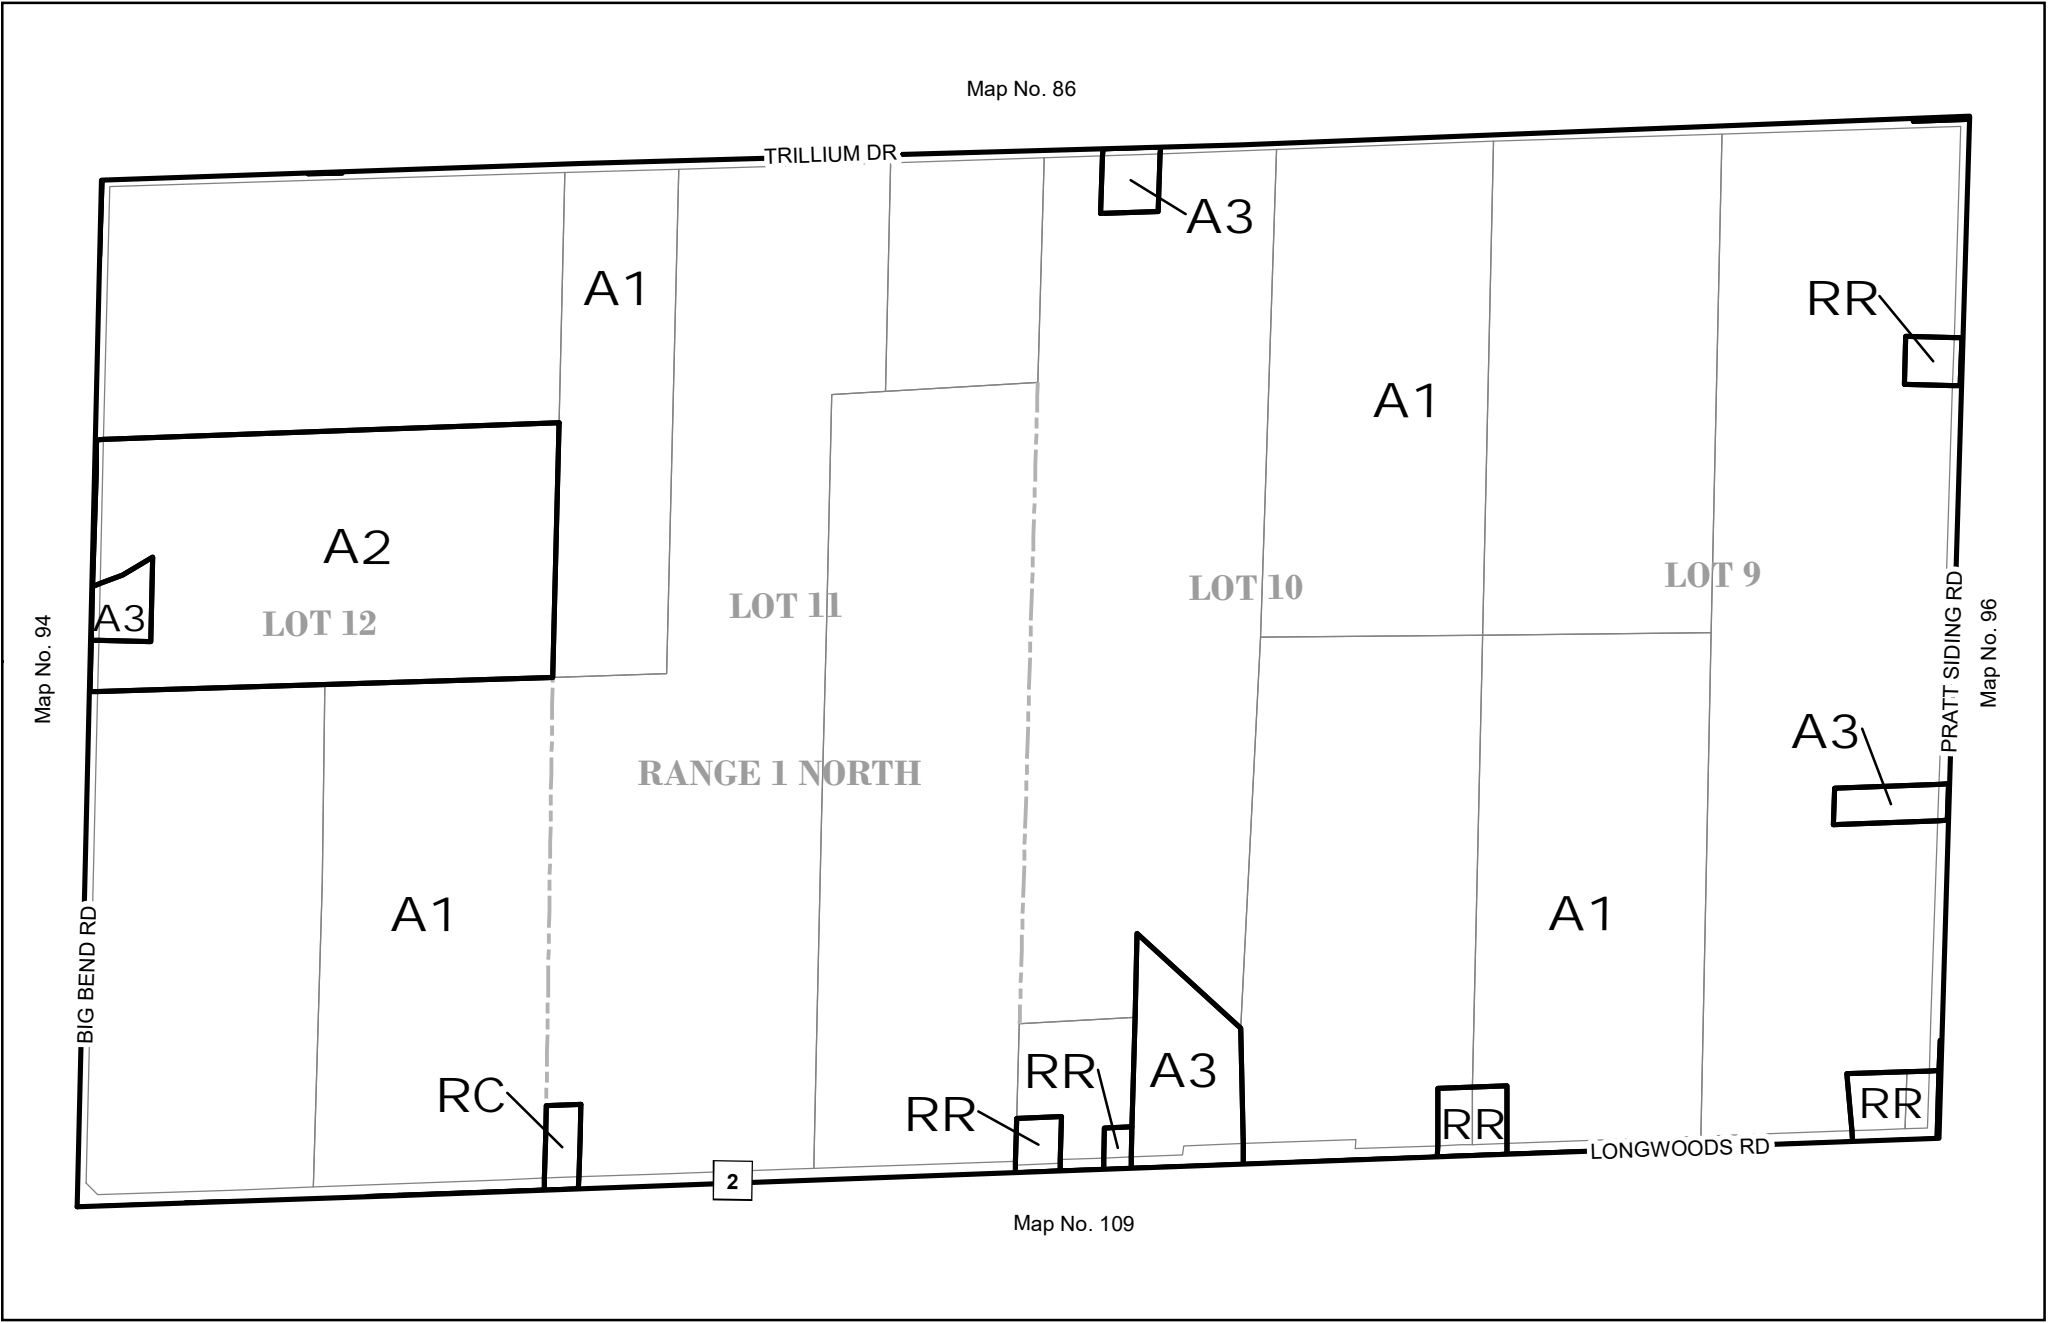 Map No. 86
TRILLIUM DR
A3
A1
RR
A1
A2
A3
LOT 12
LOT 11
LOT 10
LOT 9
PRATT SIDING RD
Map No. 94
Map No. 96
RANGE 1 NORTH
A3
A1
A1
BIG BEND RD
RC
RR
RR
A3
RR
RR
LONGWOODS RD
2
Map No. 109